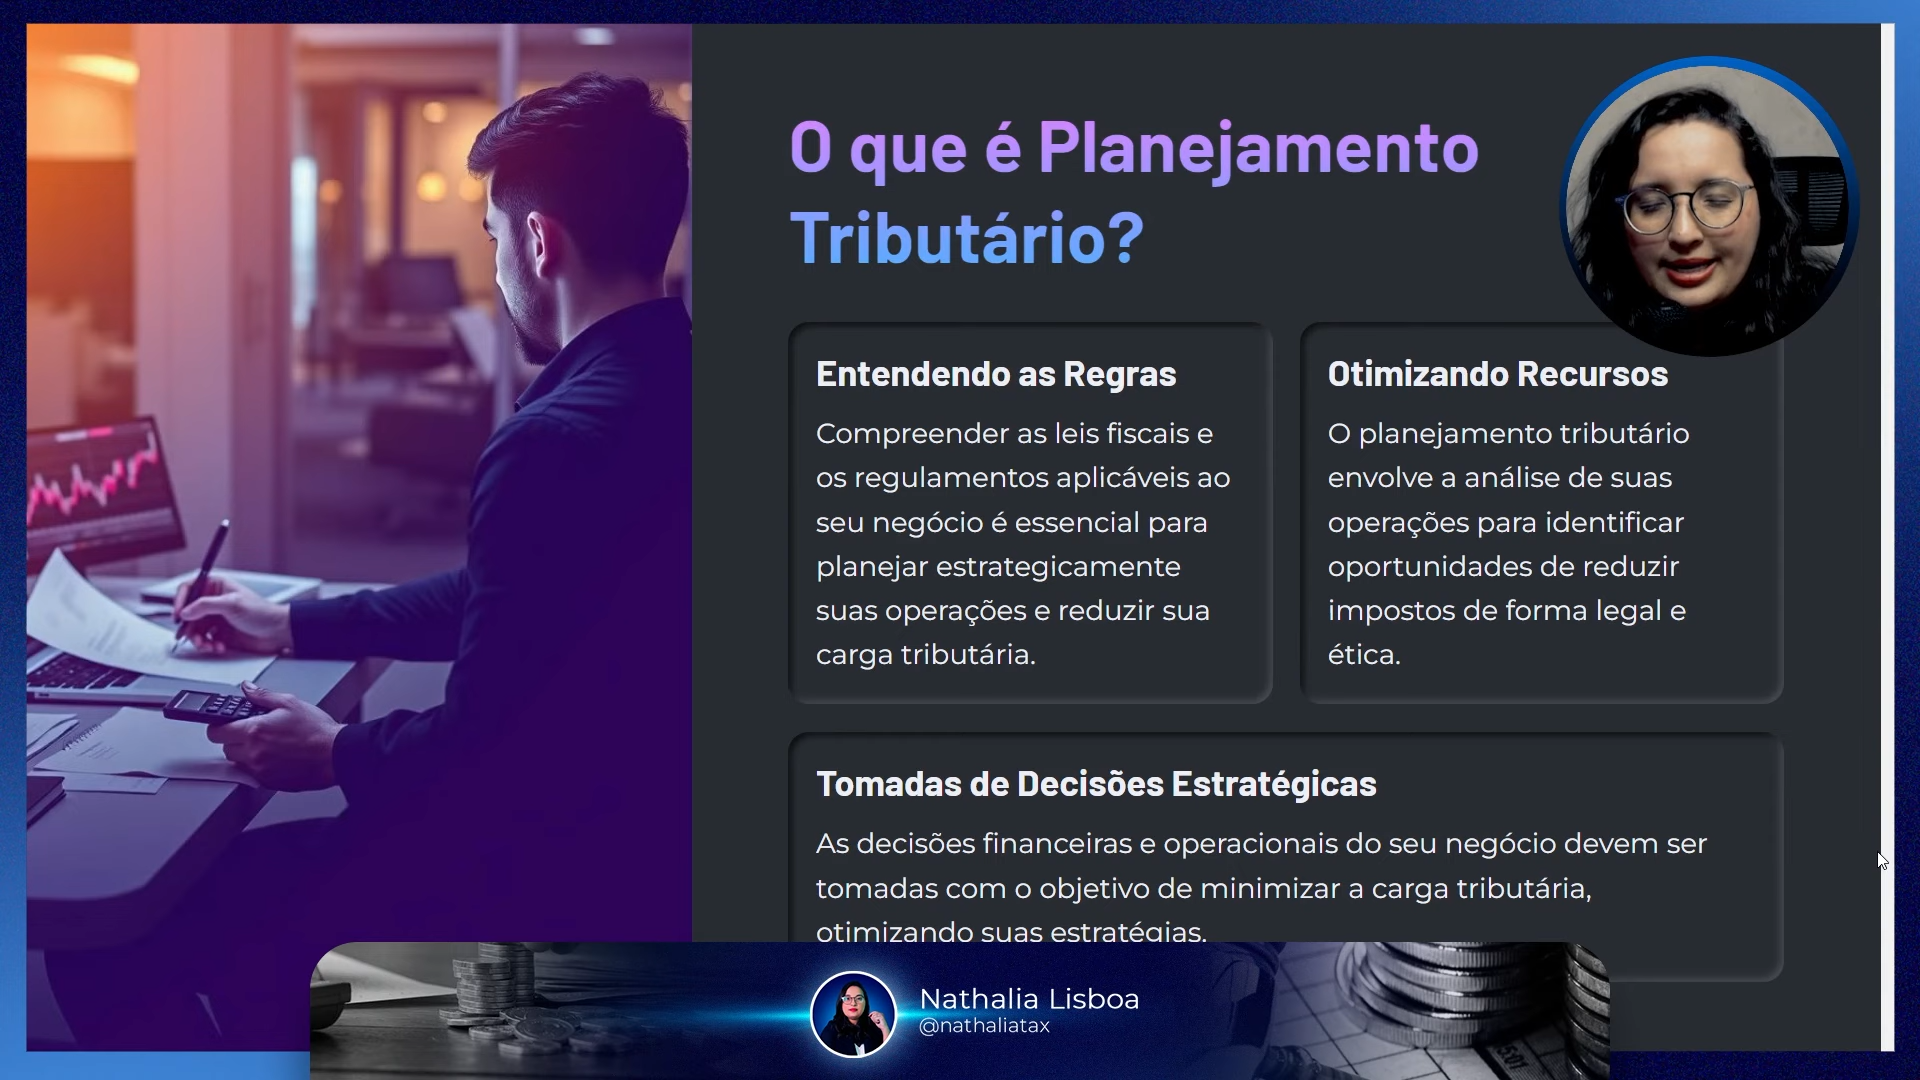 O que é Planejamento
Tributário?
Entendendo as Regras
Compreender as leis fiscais e
os regulamentos aplicáveis ao
seu negócio é essencial para
planejar estrategicamente
suas operações e reduzir sua
carga tributária.
Otimizando Recursos
O planejamento tributário
envolve a análise de suas
operações para identificar
oportunidades de reduzir
impostos de forma legal e
ética.
Tomadas de Decisões Estratégicas
As decisões financeiras e operacionais do seu negócio devem ser
tomadas com o objetivo de minimizar a carga tributária,
otimizando suas estratégias.
Nathalia Lisboa
@nathaliatax